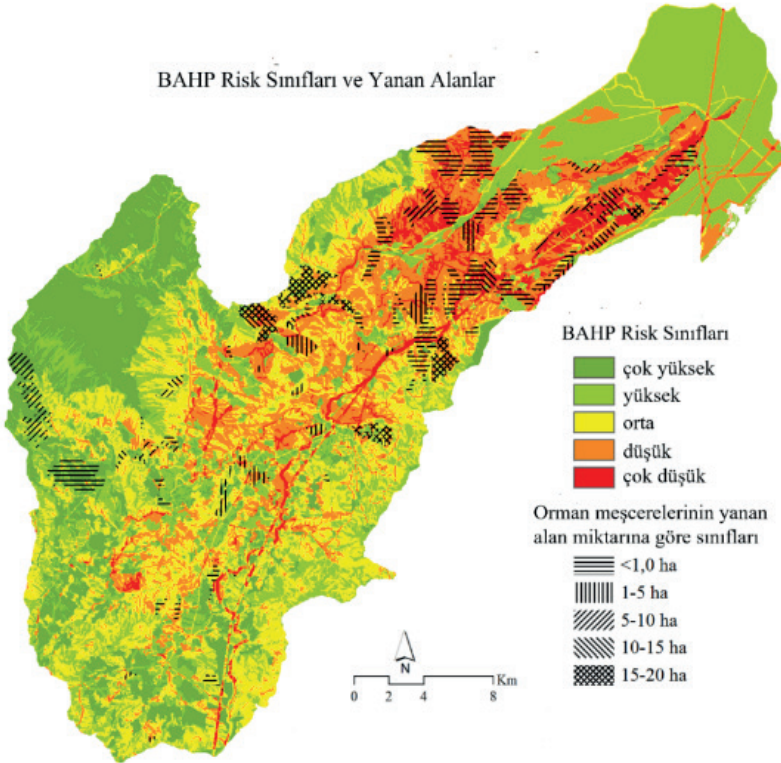 BAHP Risk Sınıfları ve Yanan Alanlar
BAHP Risk Sınıfları
çok yüksek
yüksek
orta
düşük
çok düşük
Orman meşcerelerinin yanan
alan miktarına göre sınıfları
<1,0 ha
1-5 ha
5-10 ha
10-15 ha
15-20 ha
N
Km
0 2 4 8